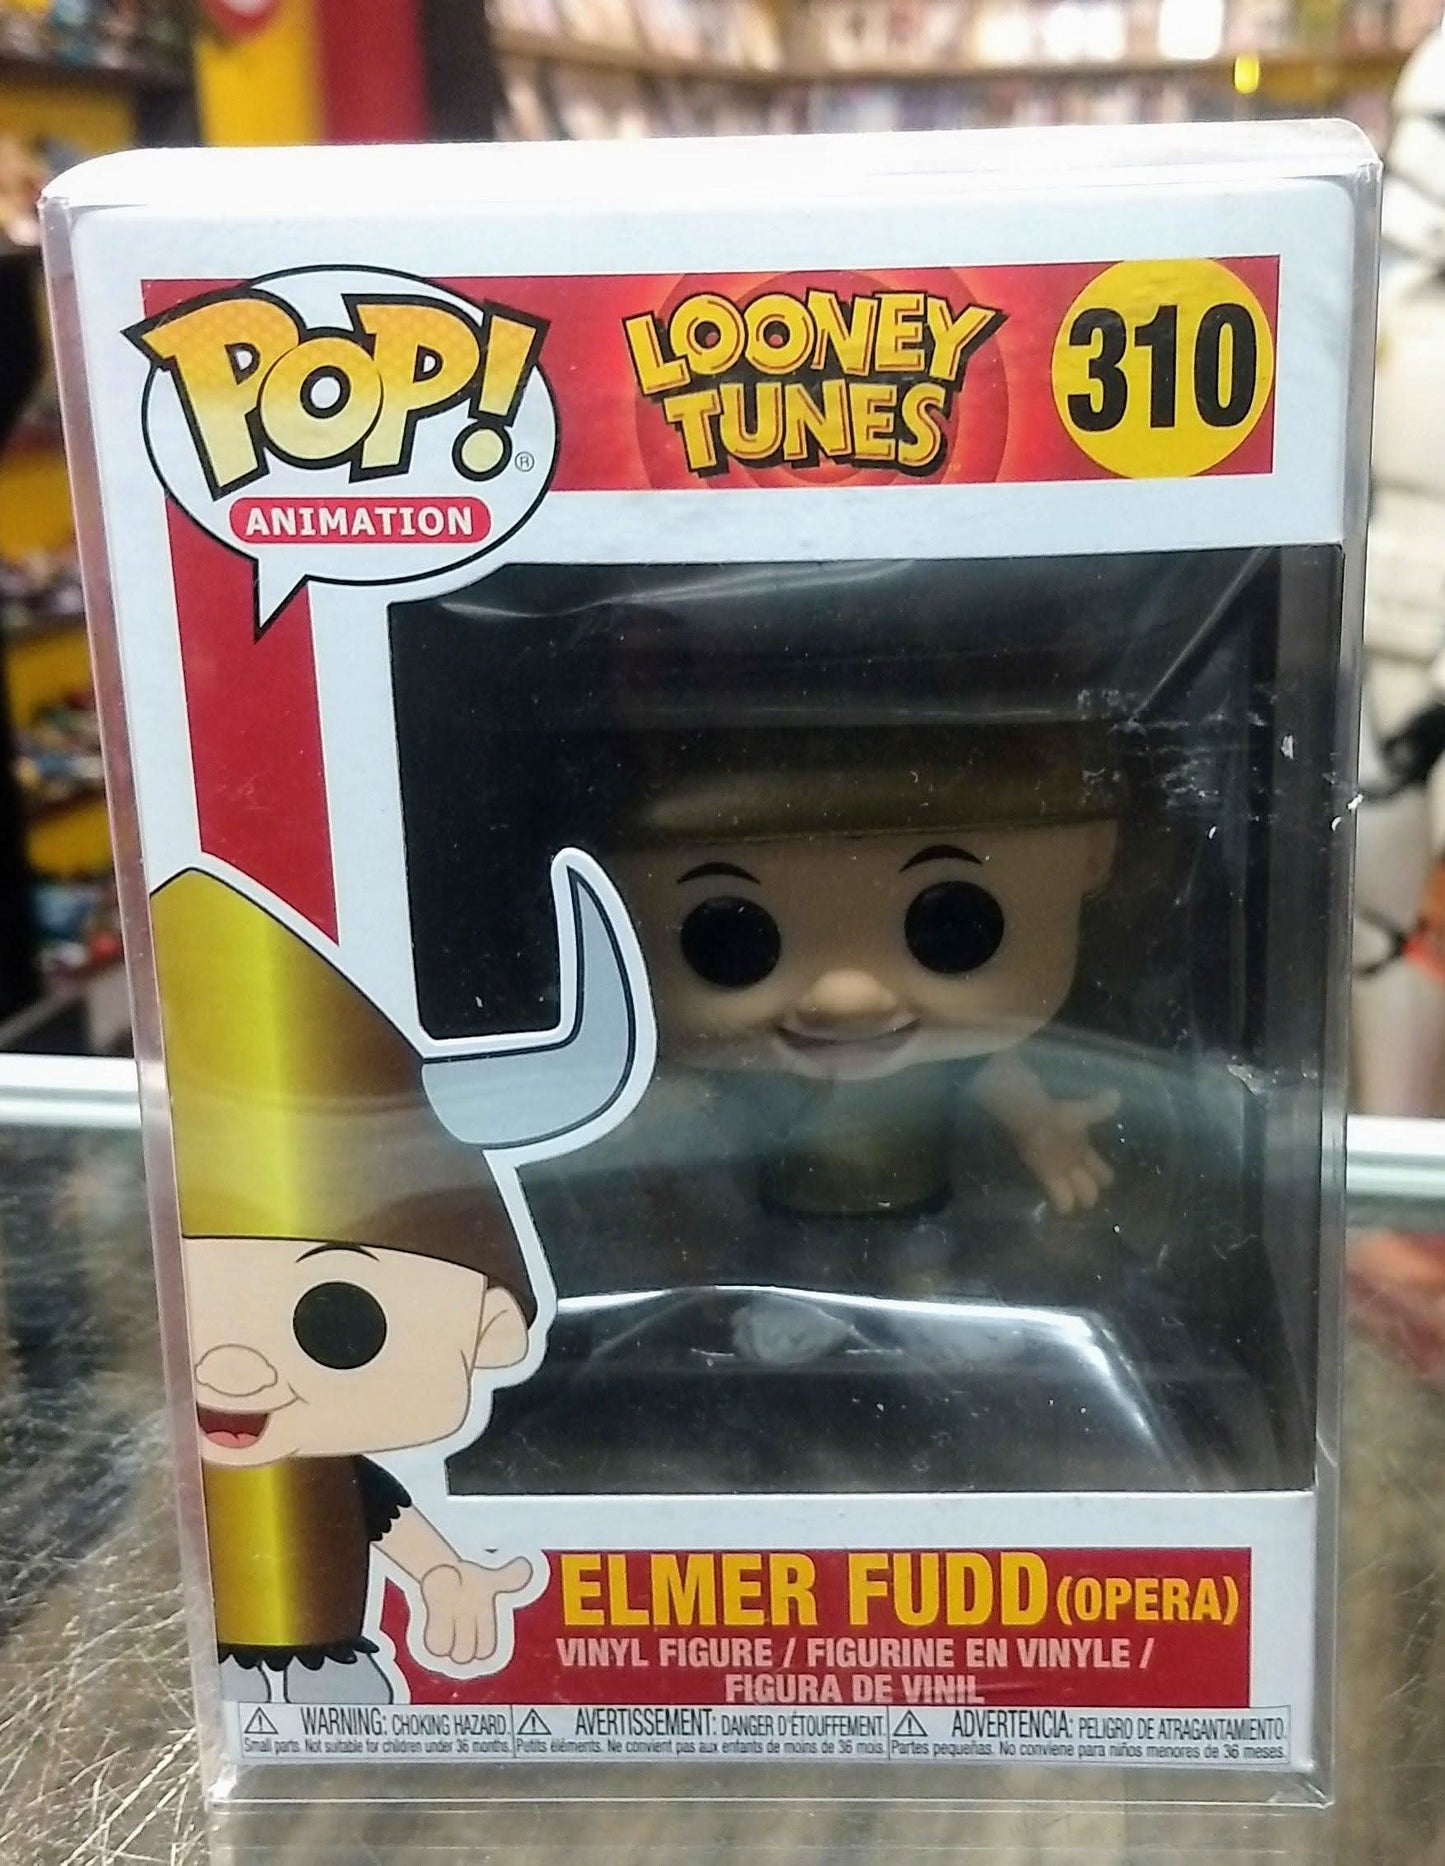 POP!®
ANIMATION
LOONEY
TUNES
310
ELMER FUDD (OPERA)
VINYL FIGURE / FIGURINE EN VINYLE /
FIGURA DE VINIL
WARNING: CHOKING HAZARD.
Small parts. Not suitable for children under 36 months.
AVERTISSEMENT: DANGER D'ÉTOUFFEMENT.
Petits éléments. Ne convient pas aux enfants de moins de 36 mois.
ADVERTENCIA: PELIGRO DE ATRAGANTAMIENTO.
Partes pequeñas. No conviene para niños menores de 36 meses.